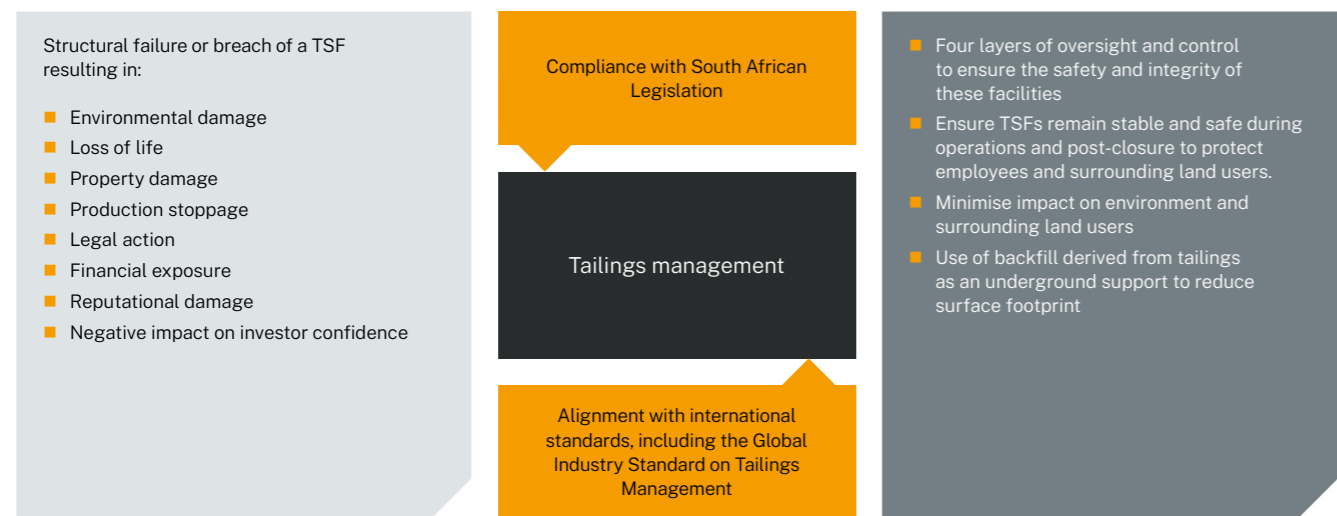 Structural failure or breach of a TSF
resulting in:
Environmental damage
Loss of life
Property damage
Production stoppage
Legal action
Financial exposure
Reputational damage
Negative impact on investor confidence
Compliance with South African
Legislation
Tailings management
Alignment with international
standards, including the Global
Industry Standard on Tailings
Management
Four layers of oversight and control
to ensure the safety and integrity of
these facilities
Ensure TSFs remain stable and safe during
operations and post-closure to protect
employees and surrounding land users.
Minimise impact on environment and
surrounding land users
Use of backfill derived from tailings
as an underground support to reduce
surface footprint